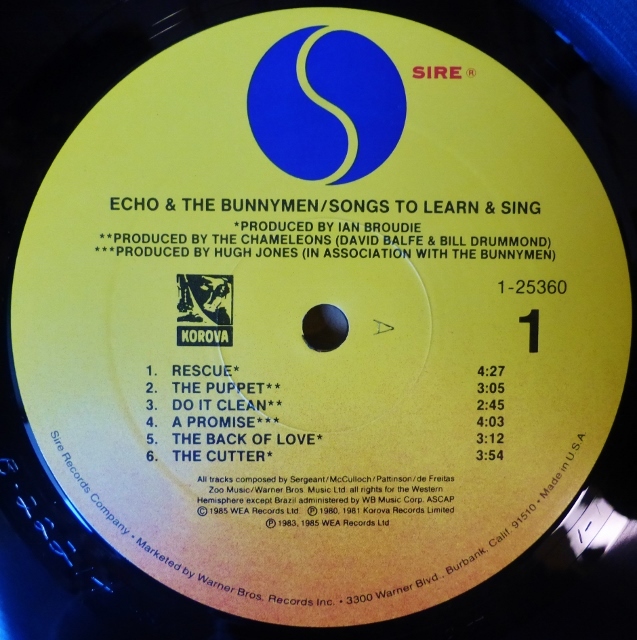 SIRE ®
ECHO & THE BUNNYMEN/SONGS TO LEARN & SING
*PRODUCED BY IAN BROUDIE
**PRODUCED BY THE CHAMELEONS (DAVID BALFE & BILL DRUMMOND)
***PRODUCED BY HUGH JONES (IN ASSOCIATION WITH THE BUNNYMEN)
1-25360
KOROVA
A
1
1. RESCUE* 4:27
2. THE PUPPET** 3:05
3. DO IT CLEAN** 2:45
4. A PROMISE*** 4:03
5. THE BACK OF LOVE* 3:12
6. THE CUTTER* 3:54
All tracks composed by Sergeant/McCulloch/Pattinson/de Freitas
Zoo Music/Warner Bros. Music Ltd. all rights for the Western
Hemisphere except Brazil administered by WB Music Corp. ASCAP
© 1985 WEA Records Ltd. ℗ 1980, 1981 Korova Records Limited
℗ 1983, 1985 WEA Records Ltd
Sire Records Company • Marketed by Warner Bros. Records Inc. • 3300 Warner Blvd., Burbank, Calif. 91510 • Made in U.S.A